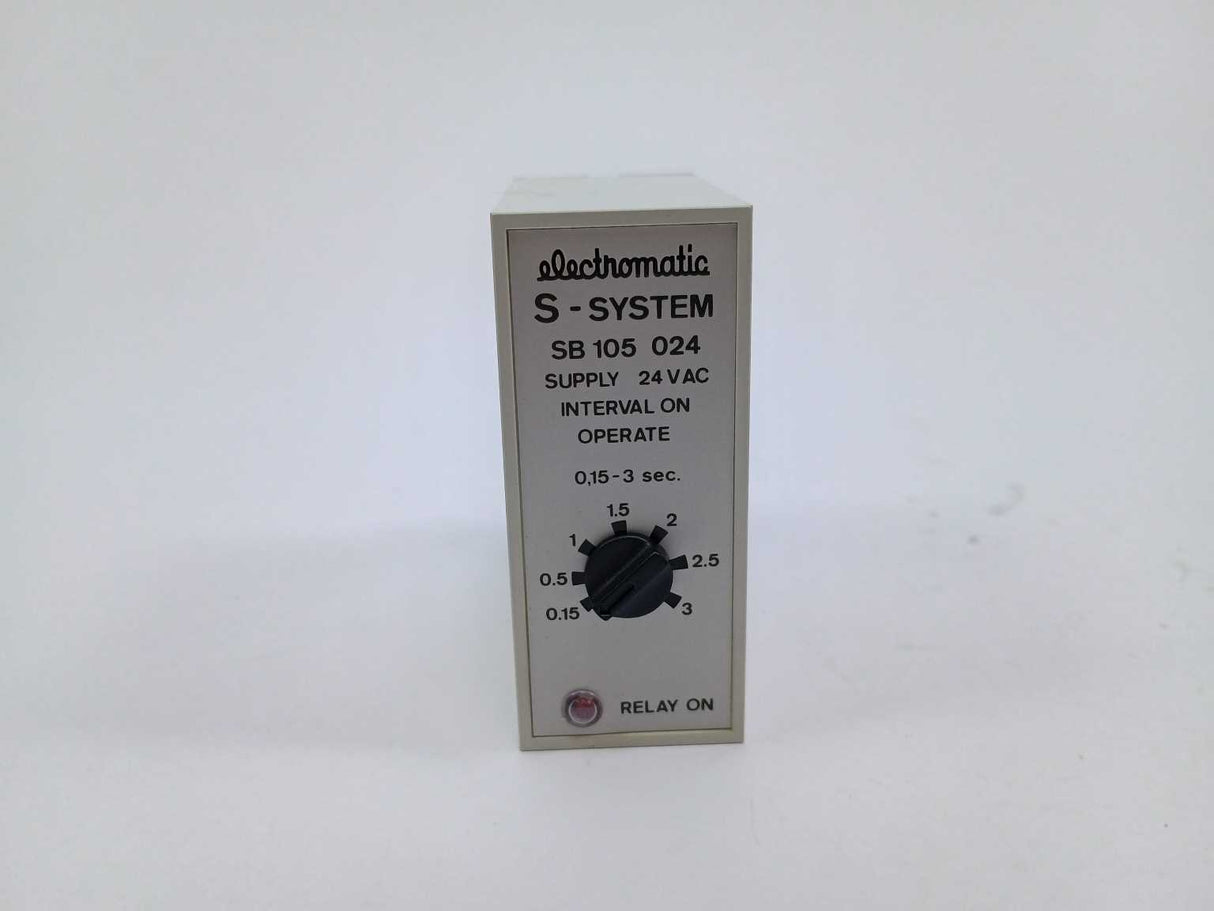 electromatic
S - SYSTEM
SB 105 024
SUPPLY 24 VAC
INTERVAL ON
OPERATE
0,15 - 3 sec.
1.5
1
2
0.5
2.5
0.15
3
RELAY ON